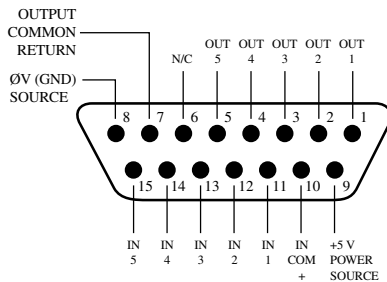 OUTPUT
COMMON
RETURN
ØV (GND)
SOURCE
N/C
OUT OUT OUT OUT OUT
5 4 3 2 1
8 7 6 5 4 3 2 1
15 14 13 12 11 10 9
IN IN IN IN IN IN +5 V
5 4 3 2 1 COM POWER
+ SOURCE